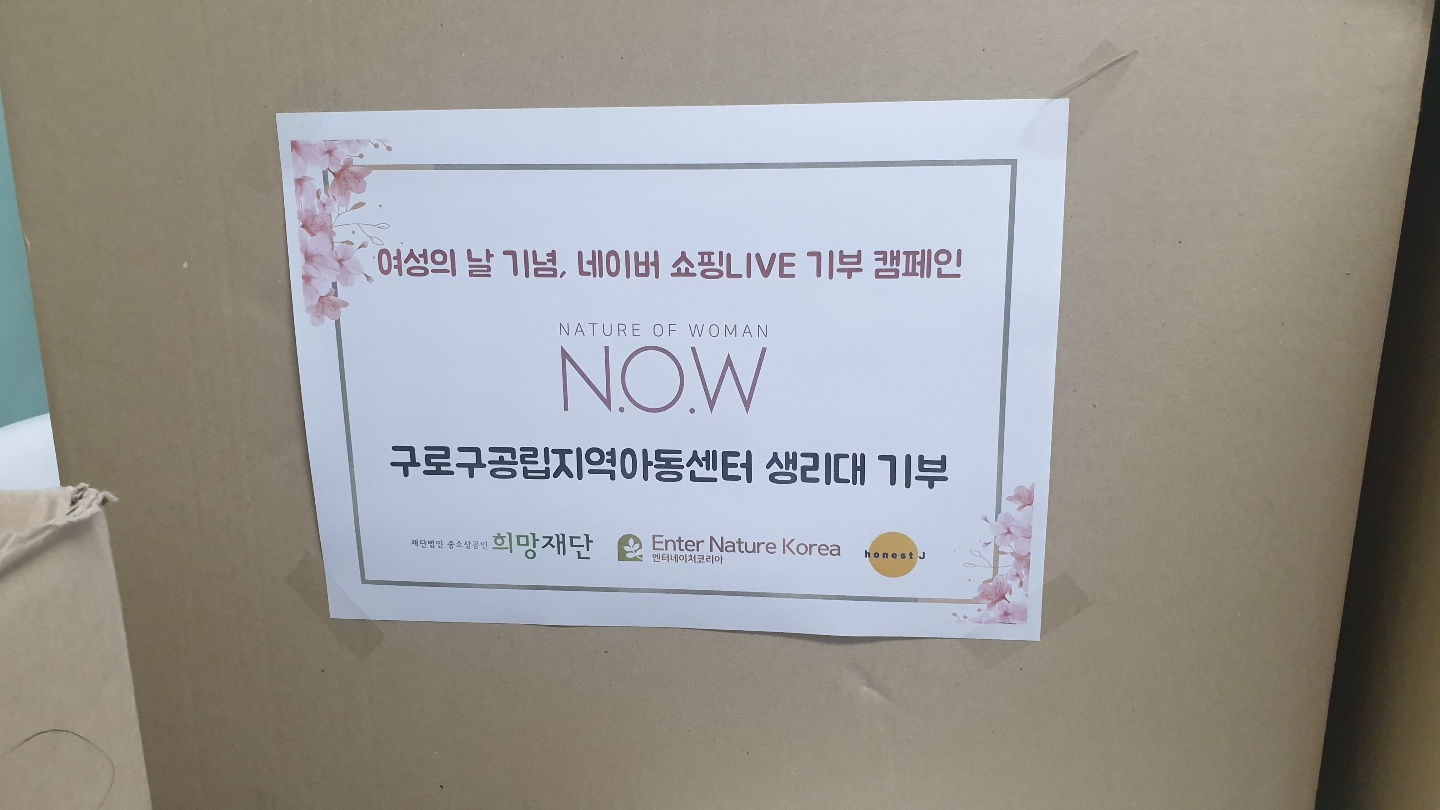 여성의 날 기념, 네이버 쇼핑LIVE 기부 캠페인
NATURE OF WOMAN
N.O.W
구로구공립지역아동센터 생리대 기부
재단법인 중소상공인 희망재단
Enter Nature Korea
엔터네이처코리아
honest J